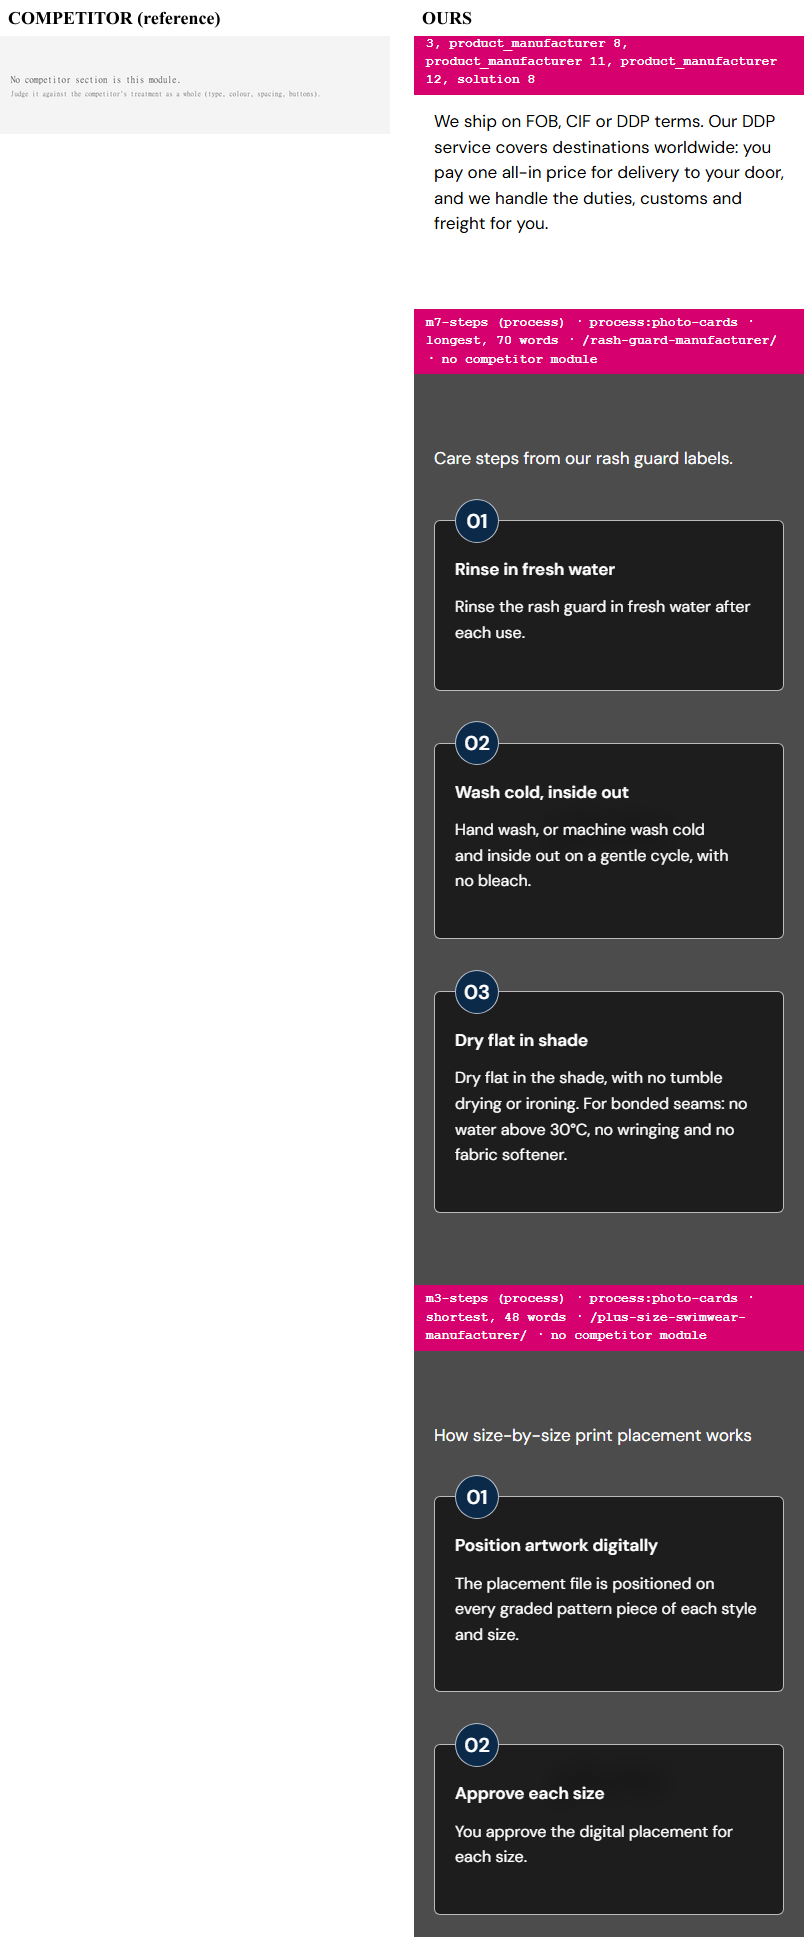 COMPETITOR (reference)
No competitor section is this module.
Judge it against the competitor's treatment as a whole (type, colour, spacing, buttons).
OURS
3, product_manufacturer 8,
product_manufacturer 11, product_manufacturer
12, solution 8
We ship on FOB, CIF or DDP terms. Our DDP
service covers destinations worldwide: you
pay one all-in price for delivery to your door,
and we handle the duties, customs and
freight for you.
m7-steps (process) · process:photo-cards ·
longest, 70 words · /rash-guard-manufacturer/
· no competitor module
Care steps from our rash guard labels.
01
Rinse in fresh water
Rinse the rash guard in fresh water after
each use.
02
Wash cold, inside out
Hand wash, or machine wash cold
and inside out on a gentle cycle, with
no bleach.
03
Dry flat in shade
Dry flat in the shade, with no tumble
drying or ironing. For bonded seams: no
water above 30°C, no wringing and no
fabric softener.
m3-steps (process) · process:photo-cards ·
shortest, 48 words · /plus-size-swimwear-
manufacturer/ · no competitor module
How size-by-size print placement works
01
Position artwork digitally
The placement file is positioned on
every graded pattern piece of each style
and size.
02
Approve each size
You approve the digital placement for
each size.